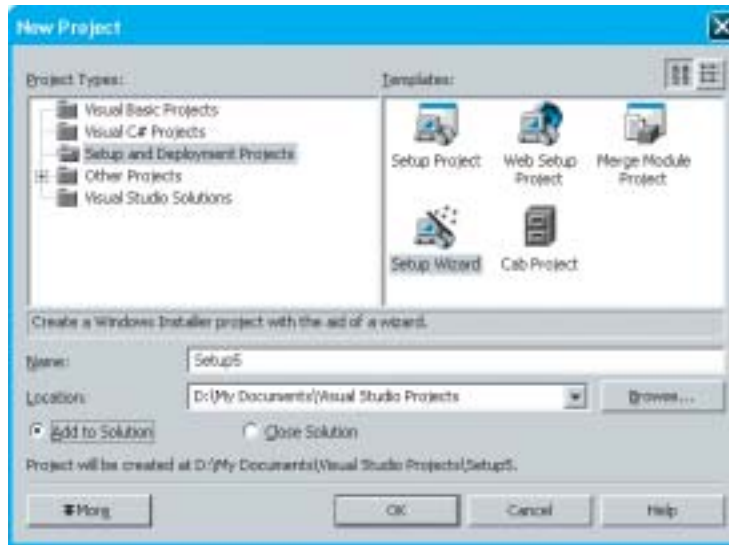 New Project
Project Types:
Templates:
Visual Basic Projects
Visual C# Projects
Setup and Deployment Projects
Other Projects
Visual Studio Solutions
Setup Project
Web Setup Project
Merge Module Project
Setup Wizard
Cab Project
Create a Windows Installer project with the aid of a wizard.
Name:
Setup5
Location:
D:\My Documents\Visual Studio Projects
Browse...
Add to Solution
Close Solution
Project will be created at D:\My Documents\Visual Studio Projects\Setup5.
More
OK
Cancel
Help